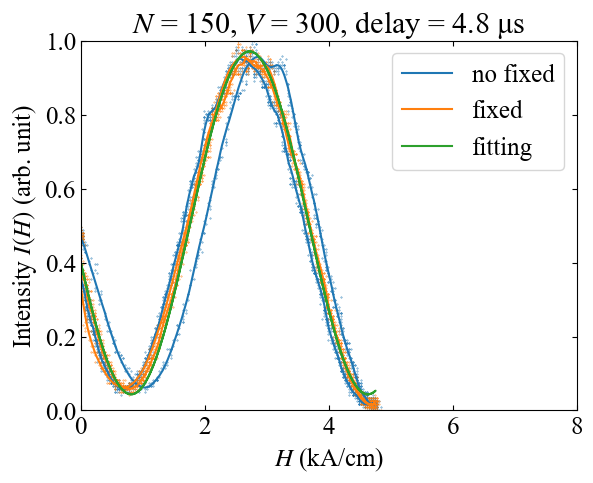 N = 150, V = 300, delay = 4.8 μs
Intensity I(H) (arb. unit)
1.0
0.8
0.6
0.4
0.2
0.0
no fixed
fixed
fitting
0 2 4 6 8
H (kA/cm)